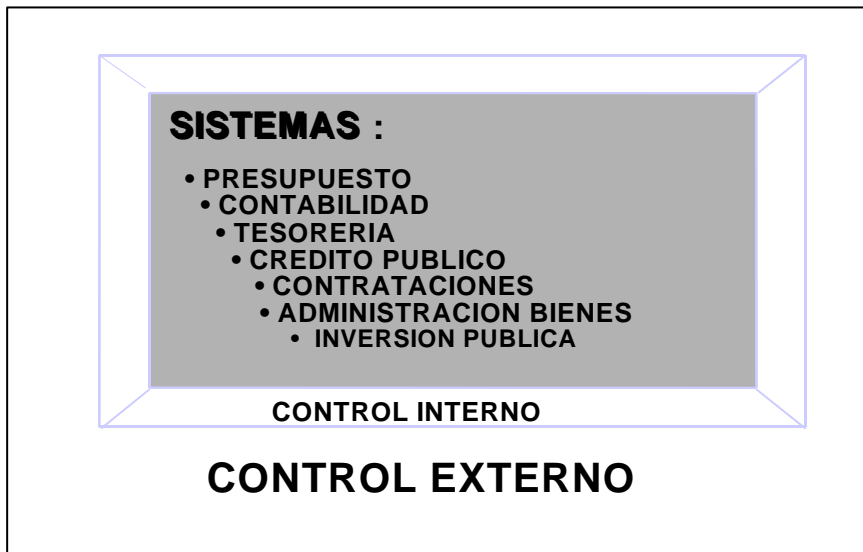 SISTEMAS :
• PRESUPUESTO
• CONTABILIDAD
• TESORERIA
• CREDITO PUBLICO
• CONTRATACIONES
• ADMINISTRACION BIENES
• INVERSION PUBLICA
CONTROL INTERNO
CONTROL EXTERNO